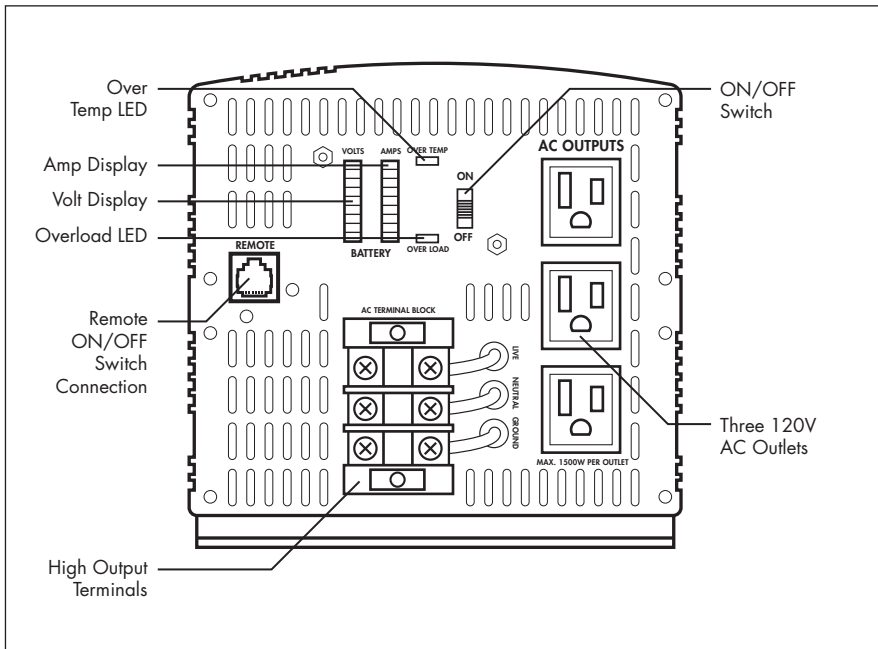 Over
Temp LED
Amp Display
Volt Display
Overload LED
Remote
ON/OFF
Switch
Connection
High Output
Terminals
VOLTS
AMPS
OVER TEMP
ON
OFF
BATTERY
OVER LOAD
REMOTE
AC TERMINAL BLOCK
LIVE
NEUTRAL
GROUND
AC OUTPUTS
MAX. 1500W PER OUTLET
ON/OFF
Switch
Three 120V
AC Outlets